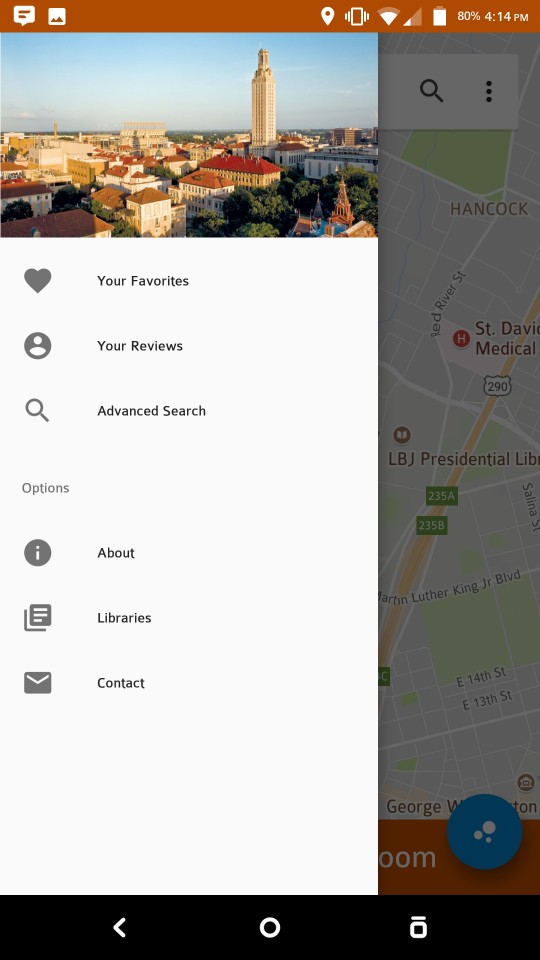 80% 4:14 PM
HANCOCK
Red River St
St. Davi
Medical
H
290
LBJ Presidential Libr
235A
235B
Salina St
Martin Luther King Jr Blvd
E 14th St
E 13th St
George W
ton
oom
Your Favorites
Your Reviews
Advanced Search
Options
About
Libraries
Contact